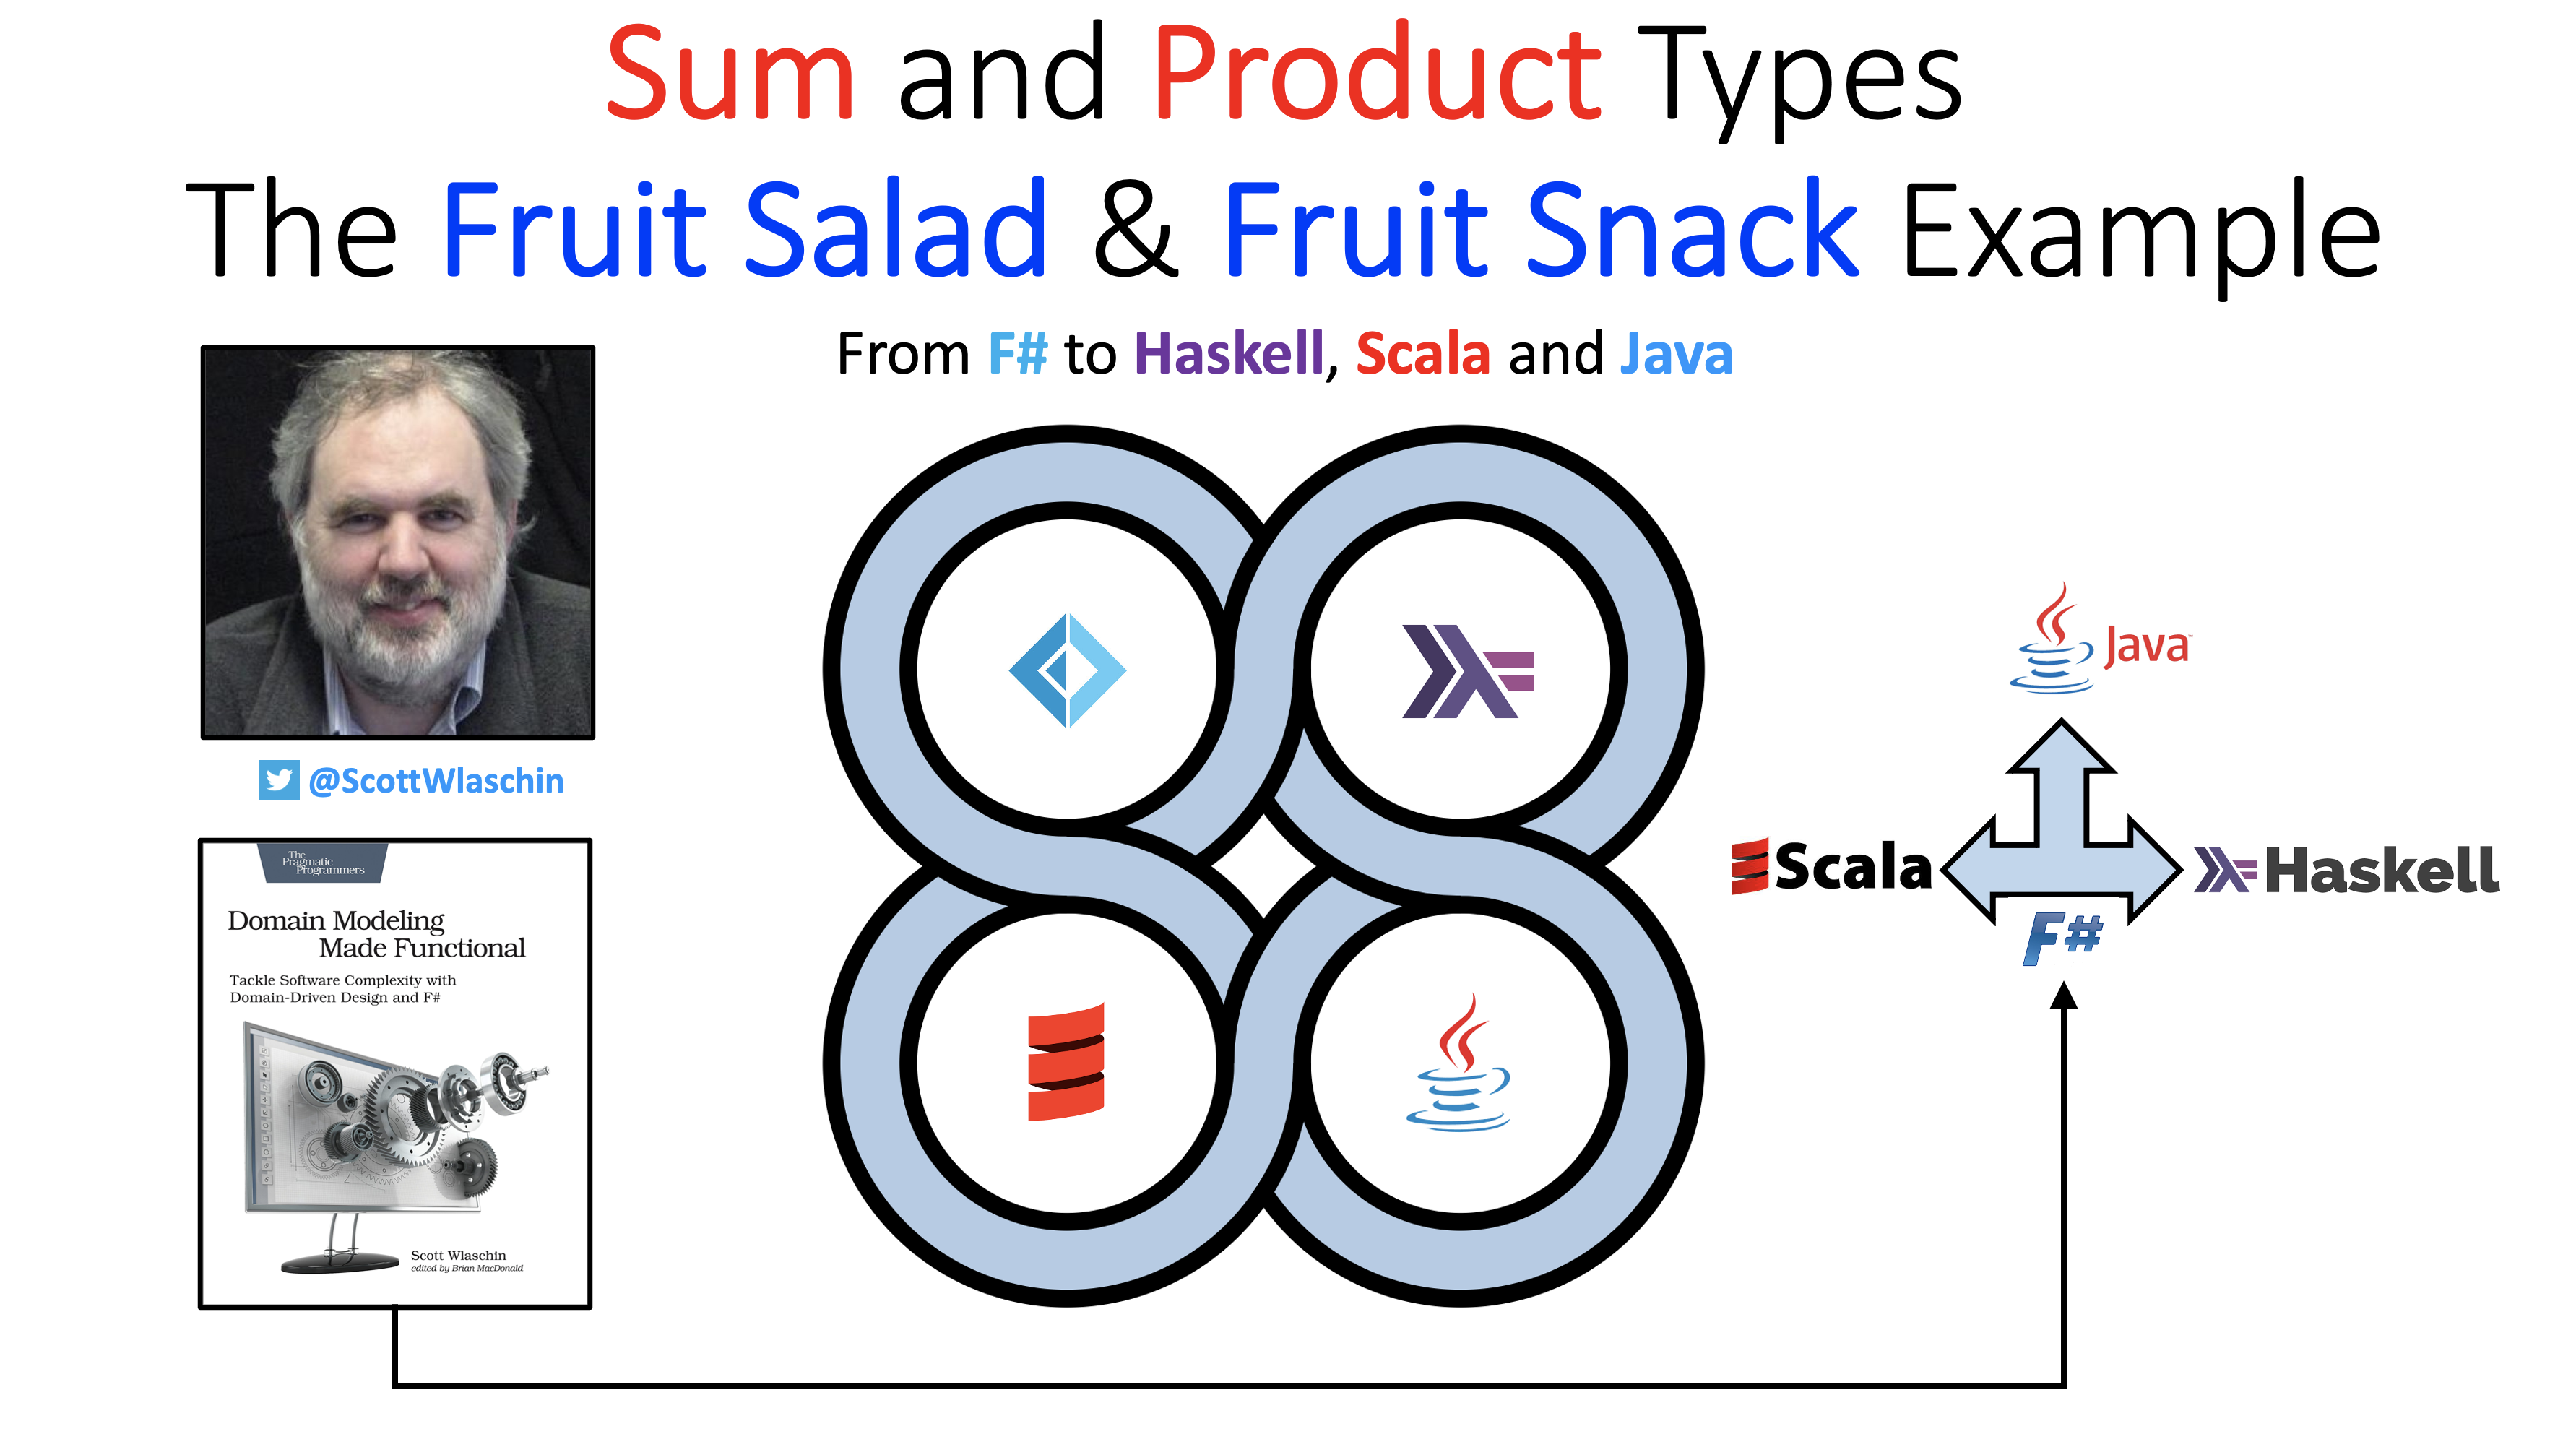 Sum and Product Types
The Fruit Salad & Fruit Snack Example
From F# to Haskell, Scala and Java
@ScottWlaschin
The
Pragmatic
Programmers
Domain Modeling
Made Functional
Tackle Software Complexity with
Domain-Driven Design and F#
Scott Wlaschin
edited by Brian MacDonald
Java™
Scala
Haskell
F#